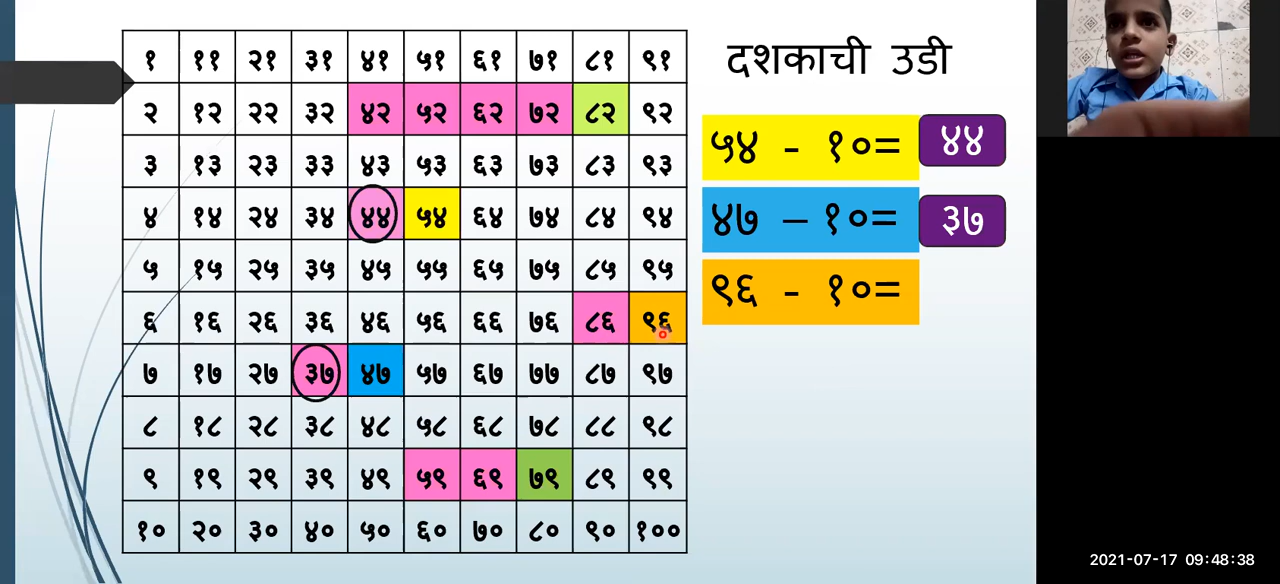 १ ११ २१ ३१ ४१ ५१ ६१ ७१ ८१ ९१
२ १२ २२ ३२ ४२ ५२ ६२ ७२ ८२ ९२
३ १३ २३ ३३ ४३ ५३ ६३ ७३ ८३ ९३
४ १४ २४ ३४ ४४ ५४ ६४ ७४ ८४ ९४
५ १५ २५ ३५ ४५ ५५ ६५ ७५ ८५ ९५
६ १६ २६ ३६ ४६ ५६ ६६ ७६ ८६ ९६
७ १७ २७ ३७ ४७ ५७ ६७ ७७ ८७ ९७
८ १८ २८ ३८ ४८ ५८ ६८ ७८ ८८ ९८
९ १९ २९ ३९ ४९ ५९ ६९ ७९ ८९ ९९
१० २० ३० ४० ५० ६० ७० ८० ९० १००
दशकाची उडी
५४ - १०= ४४
४७ – १०= ३७
९६ - १०=
2021-07-17 09:48:38